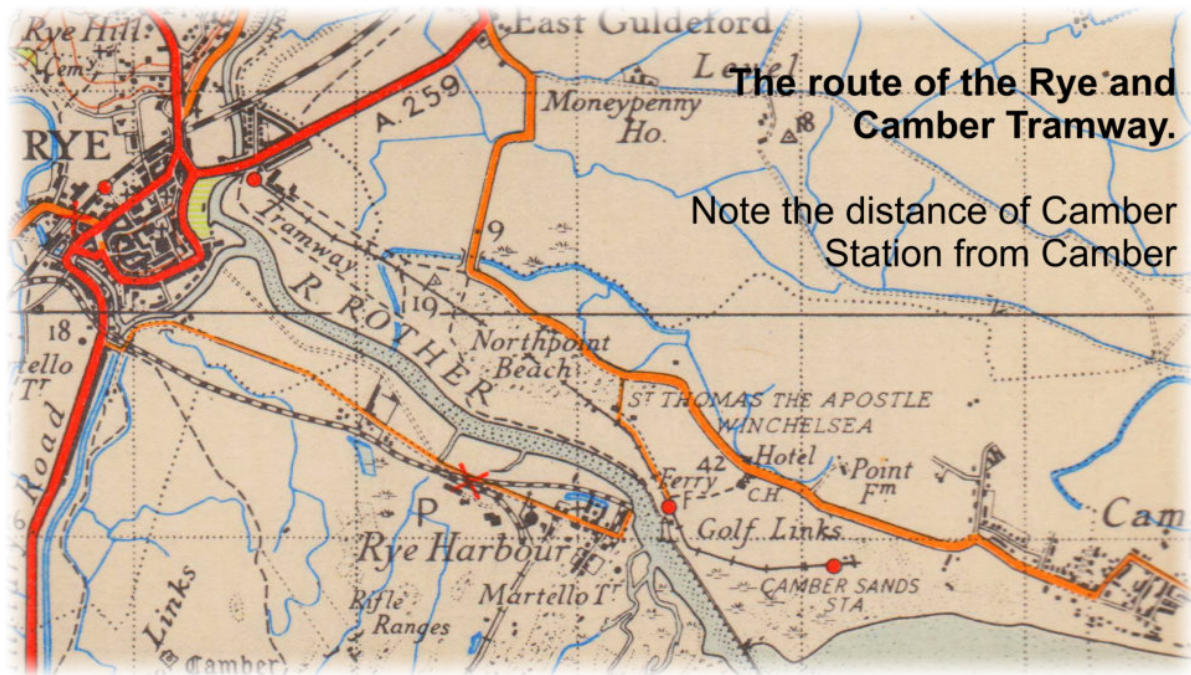 East Guldeford
Rye Hill
Cemy
Level
The route of the Rye and
Camber Tramway.
A.259
Moneypenny
Ho.
8
RYE
Note the distance of Camber
Station from Camber
Tramway
9
19
R. ROTHER
18
Northpoint
Beach
tello
Tr
ST THOMAS THE APOSTLE
WINCHELSEA
Road
Hotel
42
Ferry
F
C.H.
Point
Fm
P
Golf Links
Cam
Rye Harbour
CAMBER SANDS
STA
Martello Tr
Links
Rifle
Ranges
Camber